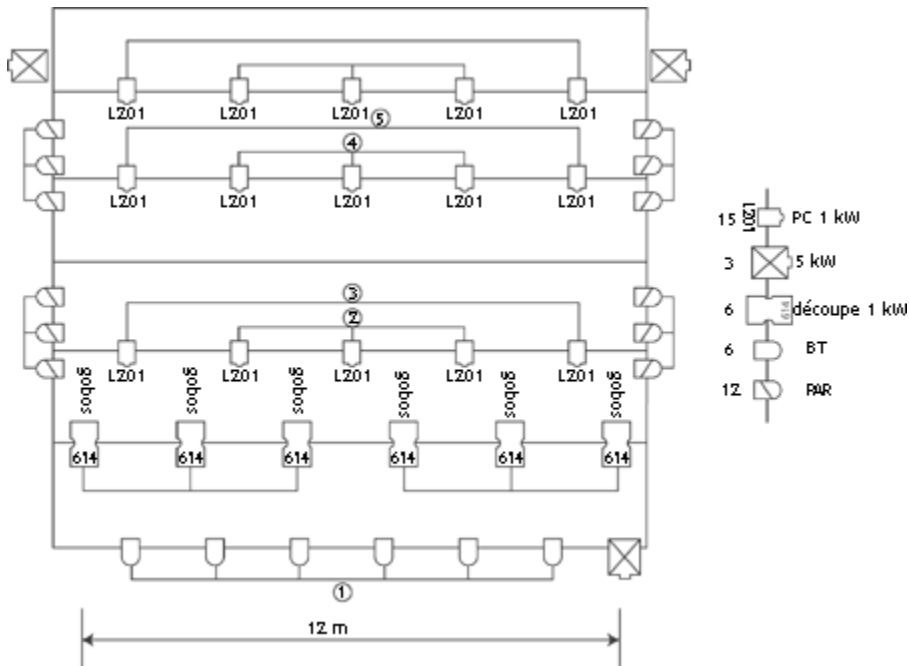 L201 L201 L201 L201 L201
⑤
④
L201 L201 L201 L201 L201
③
②
L201 L201 L201 L201 L201
gobos gobos gobos gobos gobos gobos
614 614 614 614 614 614
①
12 m
15 L201 PC 1 kW
3 5 kW
6 614 découpe 1 kW
6 BT
12 PAR